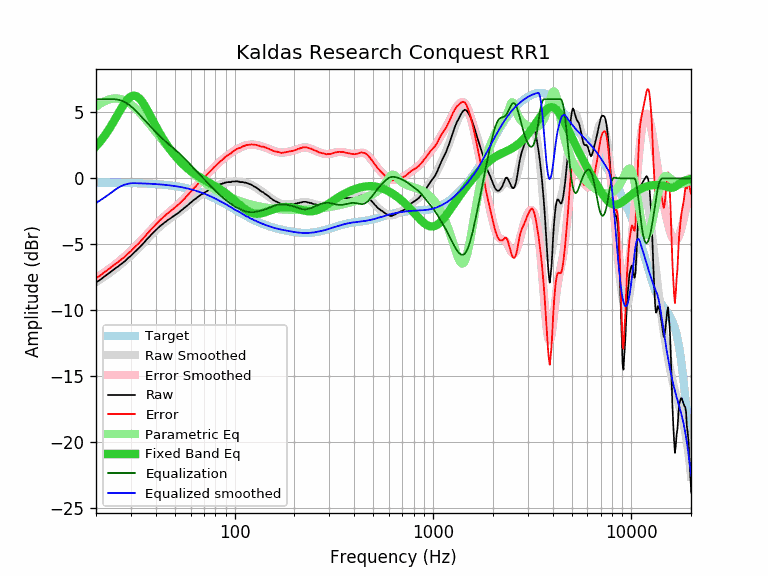 Kaldas Research Conquest RR1
Amplitude (dBr)
5
0
−5
−10
−15
−20
−25
Target
Raw Smoothed
Error Smoothed
Raw
Error
Parametric Eq
Fixed Band Eq
Equalization
Equalized smoothed
100
1000
10000
Frequency (Hz)